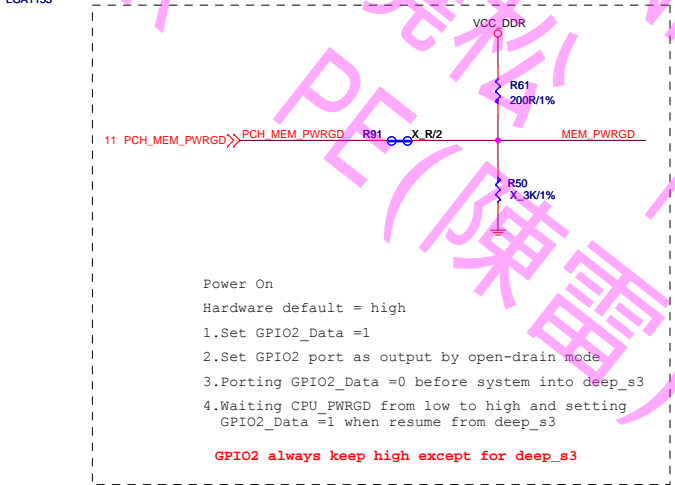 VCC_DDR
R61
200R/1%
11 PCH_MEM_PWRGD
PCH_MEM_PWRGD
R91
X_R/2
MEM_PWRGD
R50
X_3K/1%
PE(陳雷)
Power On
Hardware default = high
1.Set GPIO2_Data =1
2.Set GPIO2 port as output by open-drain mode
3.Porting GPIO2_Data =0 before system into deep_s3
4.Waiting CPU_PWRGD from low to high and setting
GPIO2_Data =1 when resume from deep_s3
GPIO2 always keep high except for deep_s3